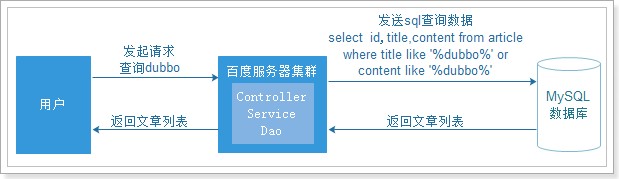 发送sql查询数据
select id, title,content from article
where title like '%dubbo%' or
content like '%dubbo%'
发起请求
查询dubbo
用户
百度服务器集群
Controller
Service
Dao
MySQL
数据库
返回文章列表
返回文章列表